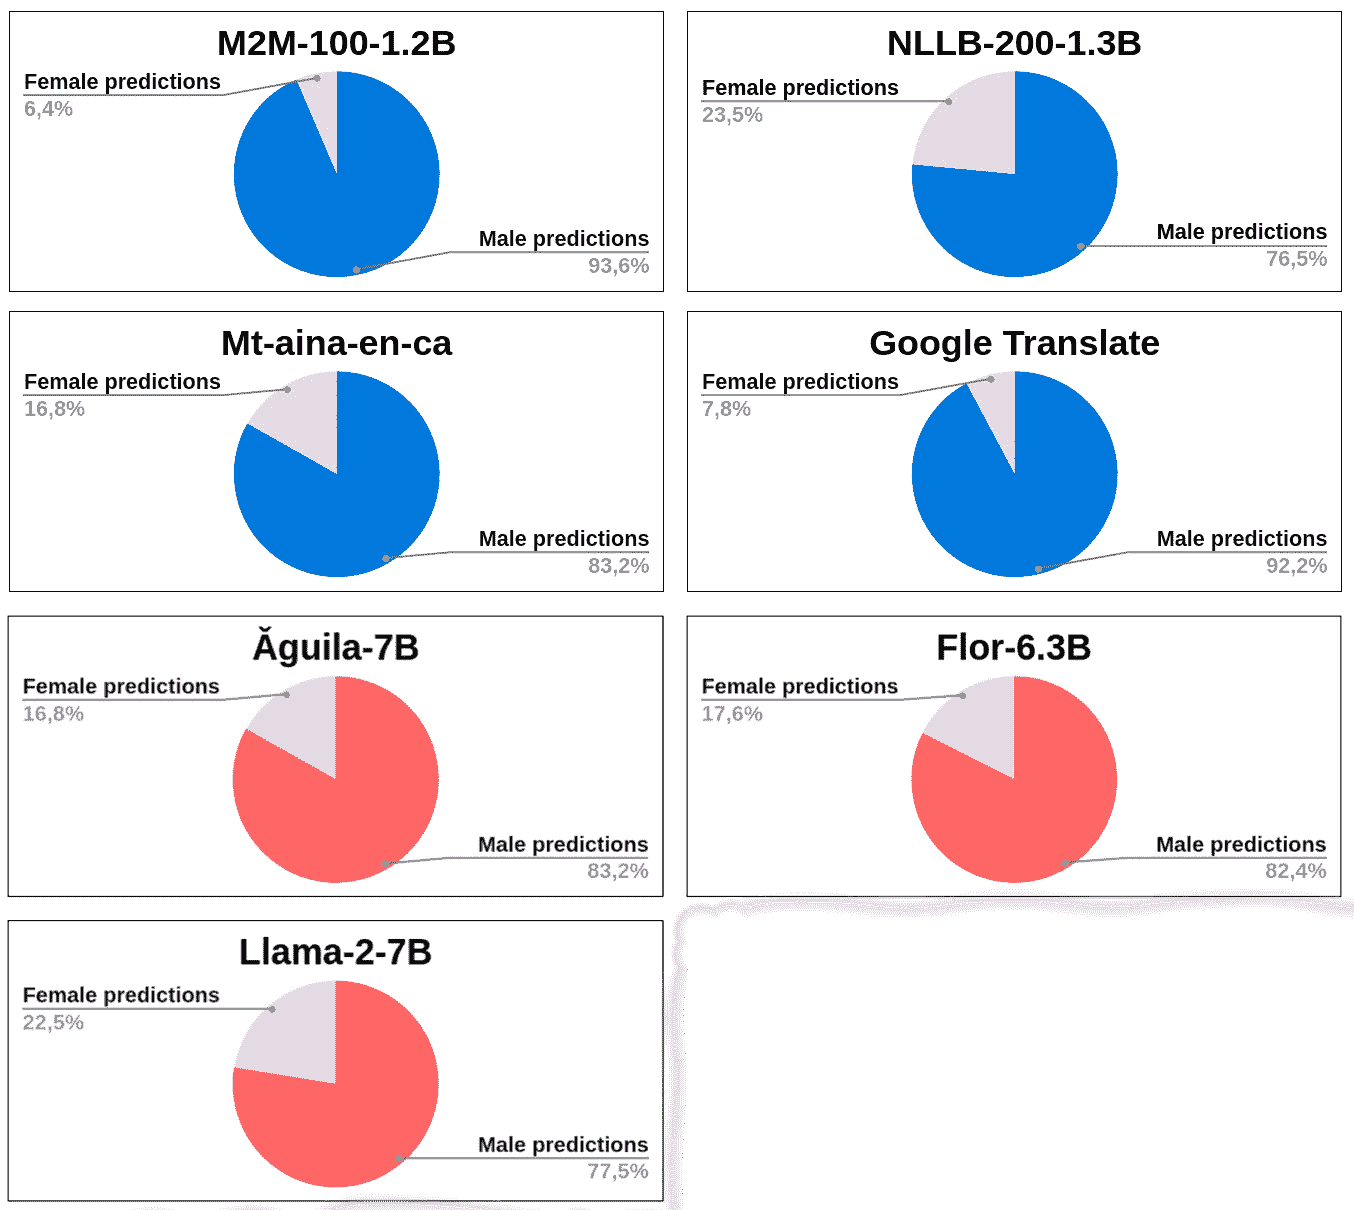 M2M-100-1.2B
Female predictions
6,4%
Male predictions
93,6%
NLLB-200-1.3B
Female predictions
23,5%
Male predictions
76,5%
Mt-aina-en-ca
Female predictions
16,8%
Male predictions
83,2%
Google Translate
Female predictions
7,8%
Male predictions
92,2%
Ǎguila-7B
Female predictions
16,8%
Male predictions
83,2%
Flor-6.3B
Female predictions
17,6%
Male predictions
82,4%
Llama-2-7B
Female predictions
22,5%
Male predictions
77,5%